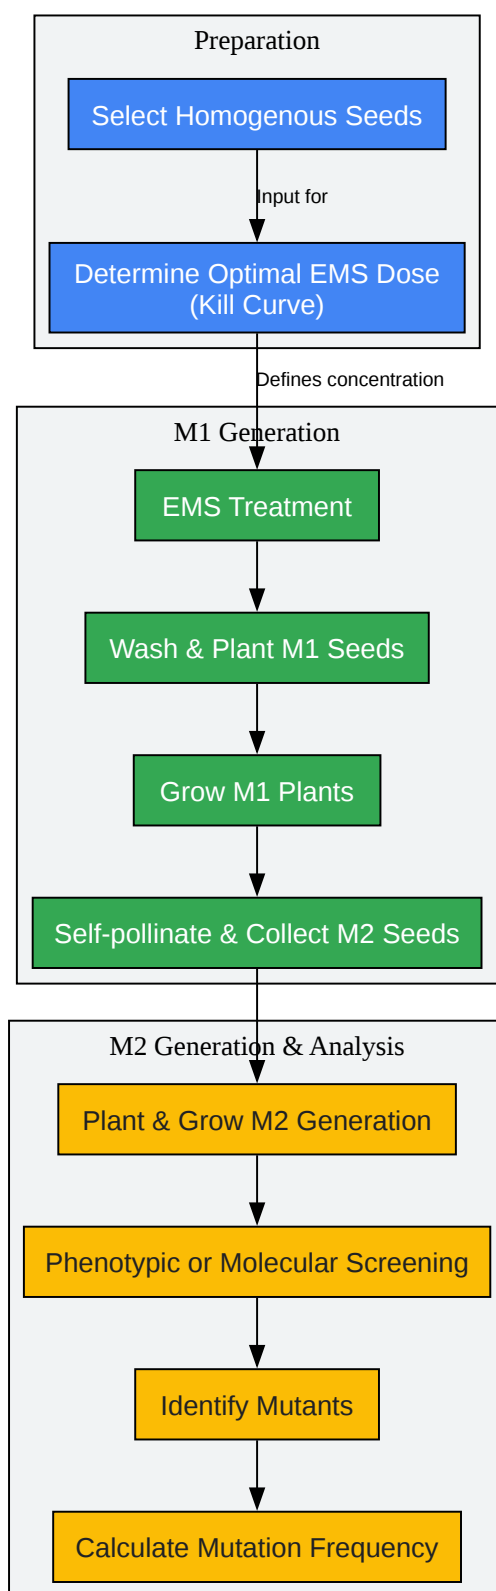 Preparation
Select Homogenous Seeds
Input for
Determine Optimal EMS Dose
(Kill Curve)
Defines concentration
M1 Generation
EMS Treatment
Wash & Plant M1 Seeds
Grow M1 Plants
Self-pollinate & Collect M2 Seeds
M2 Generation & Analysis
Plant & Grow M2 Generation
Phenotypic or Molecular Screening
Identify Mutants
Calculate Mutation Frequency